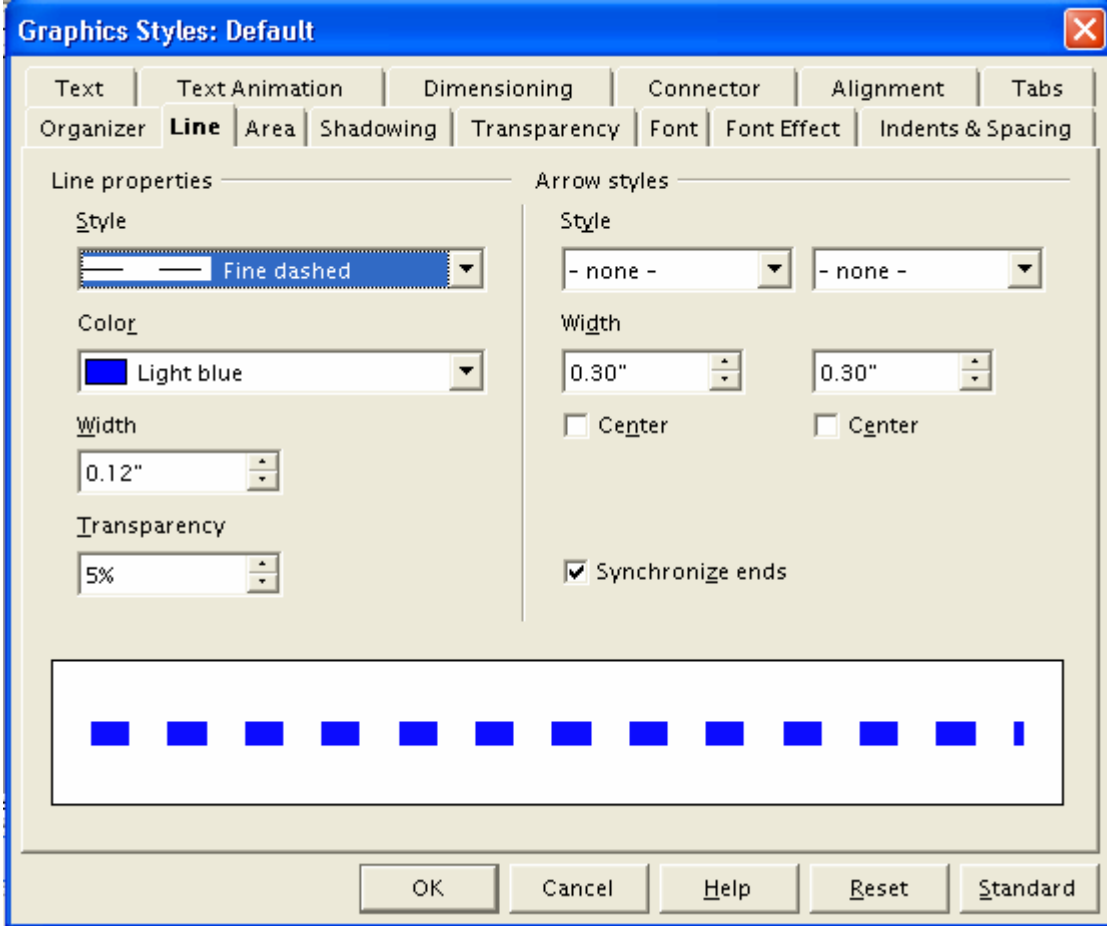 Graphics Styles: Default
Text Text Animation Dimensioning Connector Alignment Tabs
Organizer Line Area Shadowing Transparency Font Font Effect Indents & Spacing
Line properties
Style
Fine dashed
Color
Light blue
Width
0.12"
Transparency
5%
Arrow styles
Style
- none - - none -
Width
0.30" 0.30"
Center Center
Synchronize ends
OK Cancel Help Reset Standard